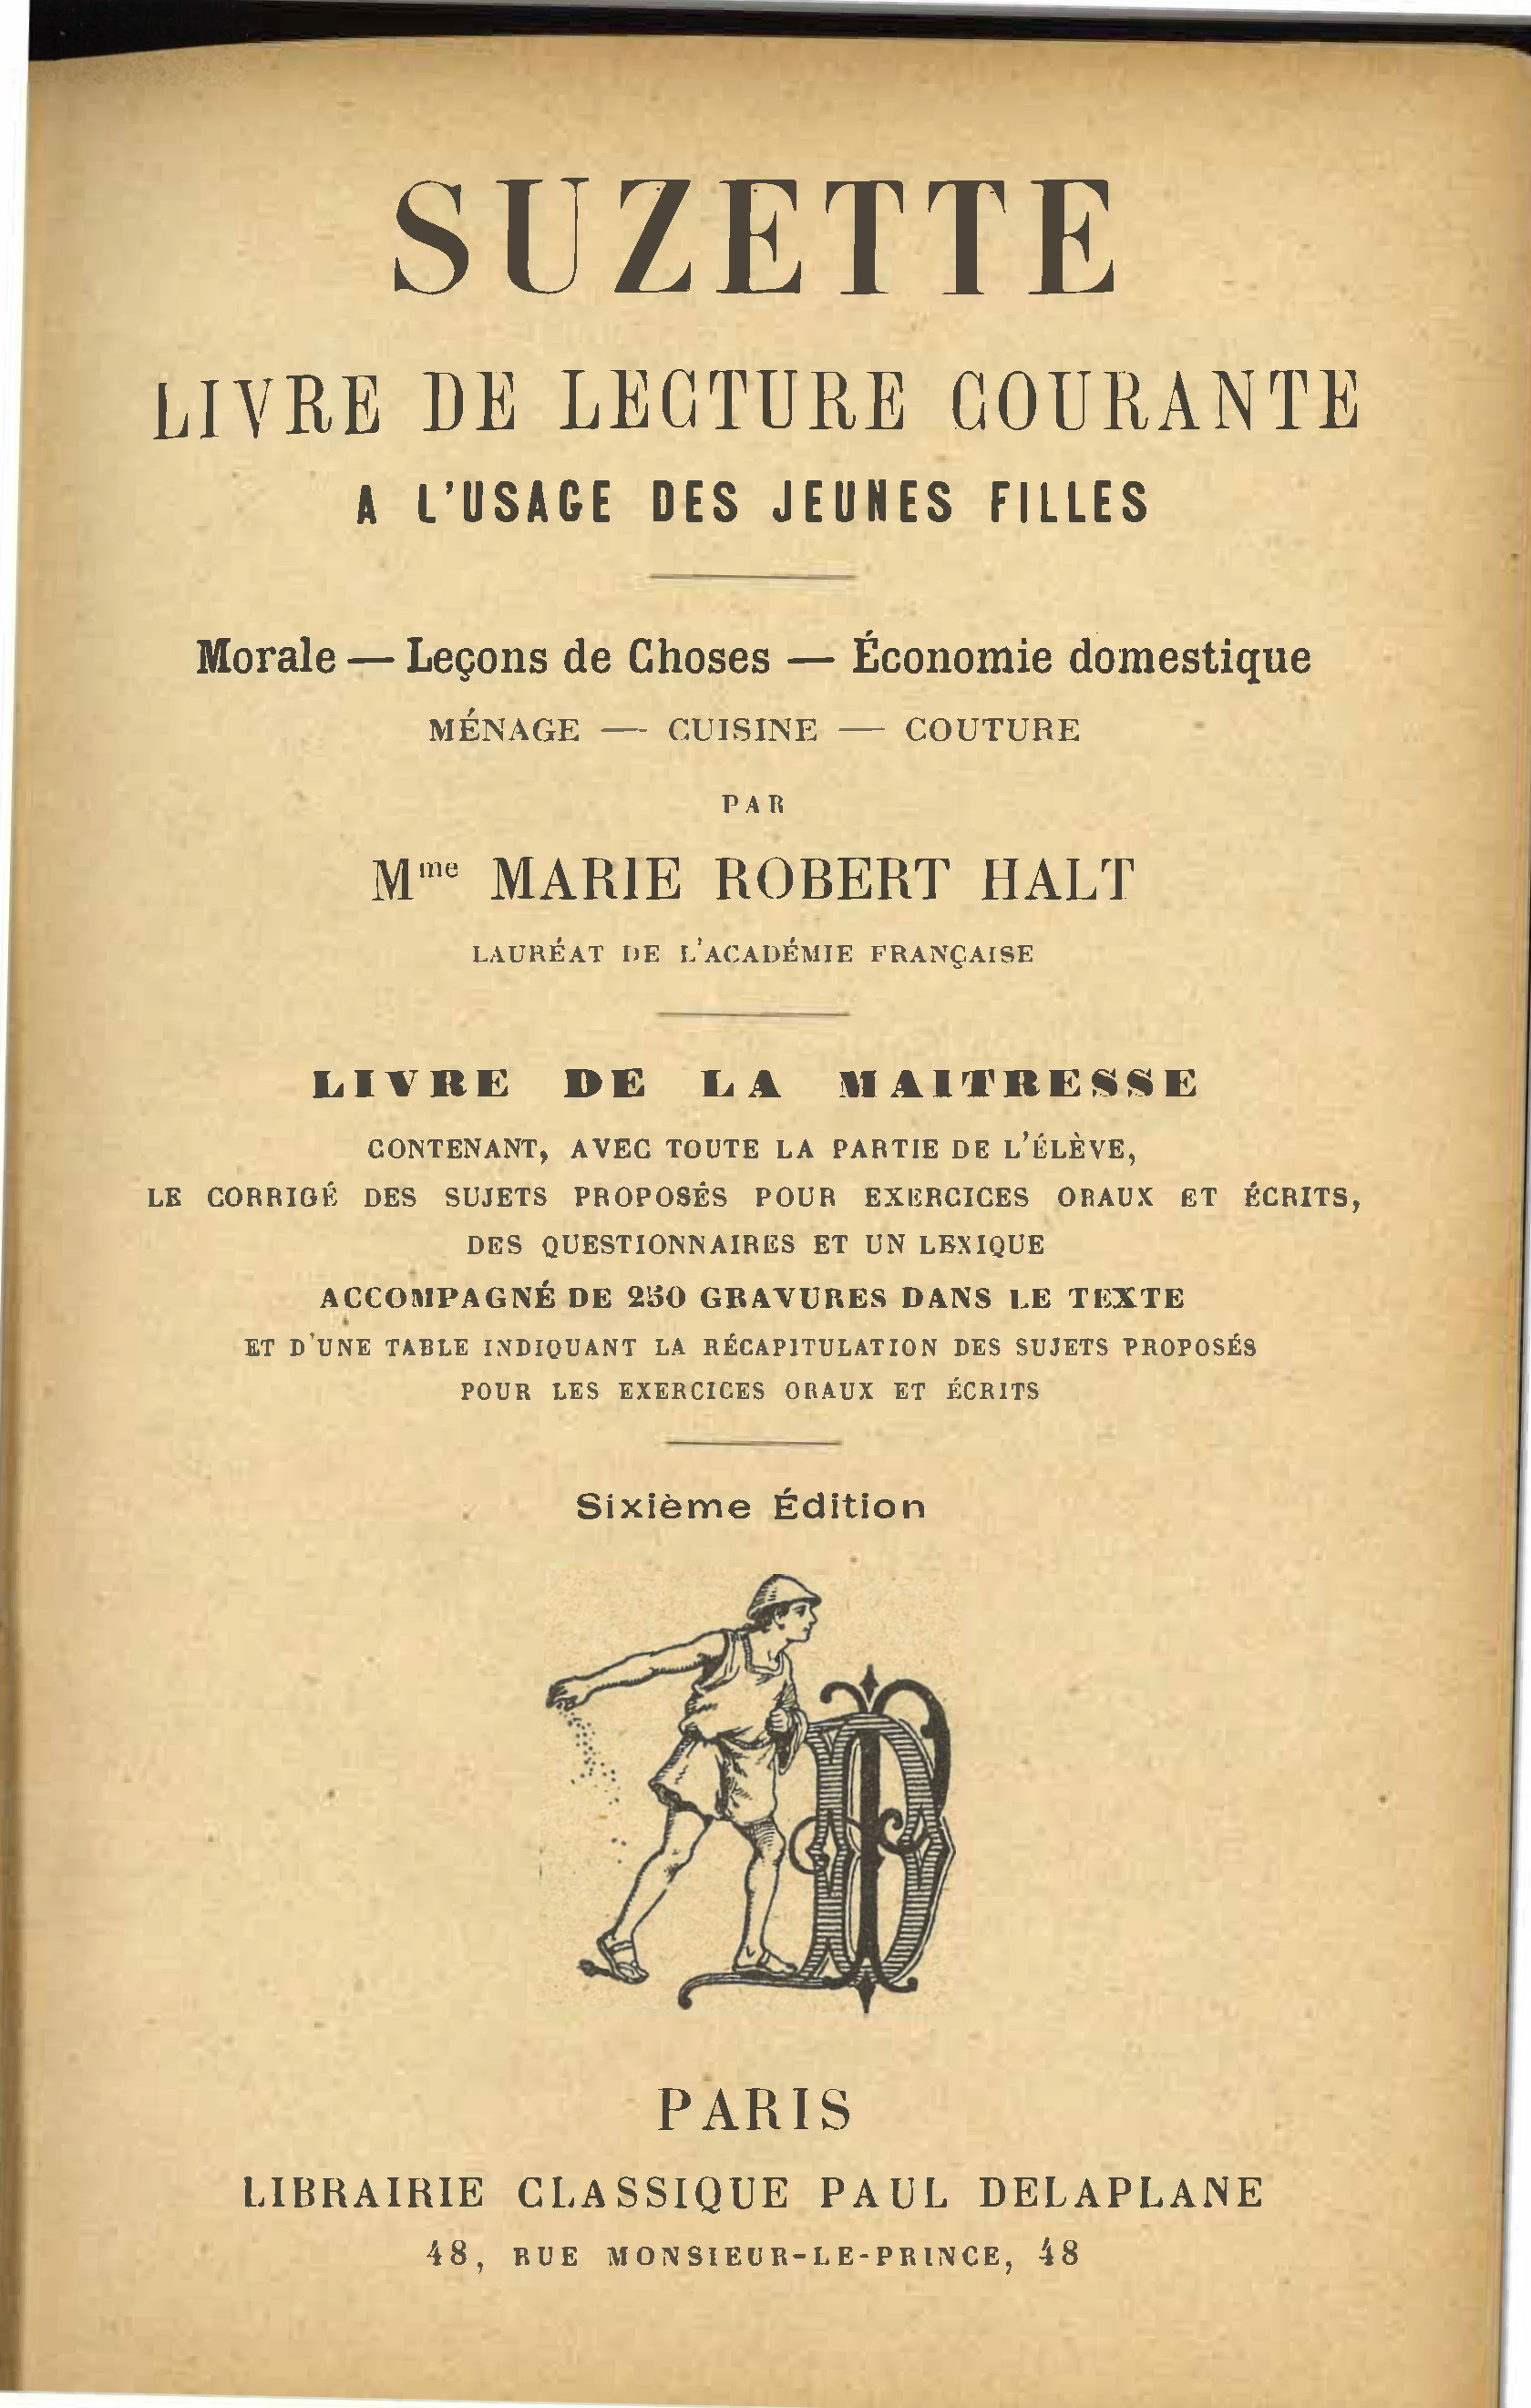 SUZETTE
LIVRE DE LECTURE COURANTE
A L'USAGE DES JEUNES FILLES
Morale — Leçons de Choses — Économie domestique
MÉNAGE — CUISINE — COUTURE
PAR
Mme MARIE ROBERT HALT
LAURÉAT DE L'ACADÉMIE FRANÇAISE
LIVRE DE LA MAITRESSE
CONTENANT, AVEC TOUTE LA PARTIE DE L'ÉLÈVE,
LE CORRIGÉ DES SUJETS PROPOSÉS POUR EXERCICES ORAUX ET ÉCRITS,
DES QUESTIONNAIRES ET UN LEXIQUE
ACCOMPAGNÉ DE 250 GRAVURES DANS LE TEXTE
ET D'UNE TABLE INDIQUANT LA RÉCAPITULATION DES SUJETS PROPOSÉS
POUR LES EXERCICES ORAUX ET ÉCRITS
Sixième Édition
PARIS
LIBRAIRIE CLASSIQUE PAUL DELAPLANE
48, RUE MONSIEUR-LE-PRINCE, 48